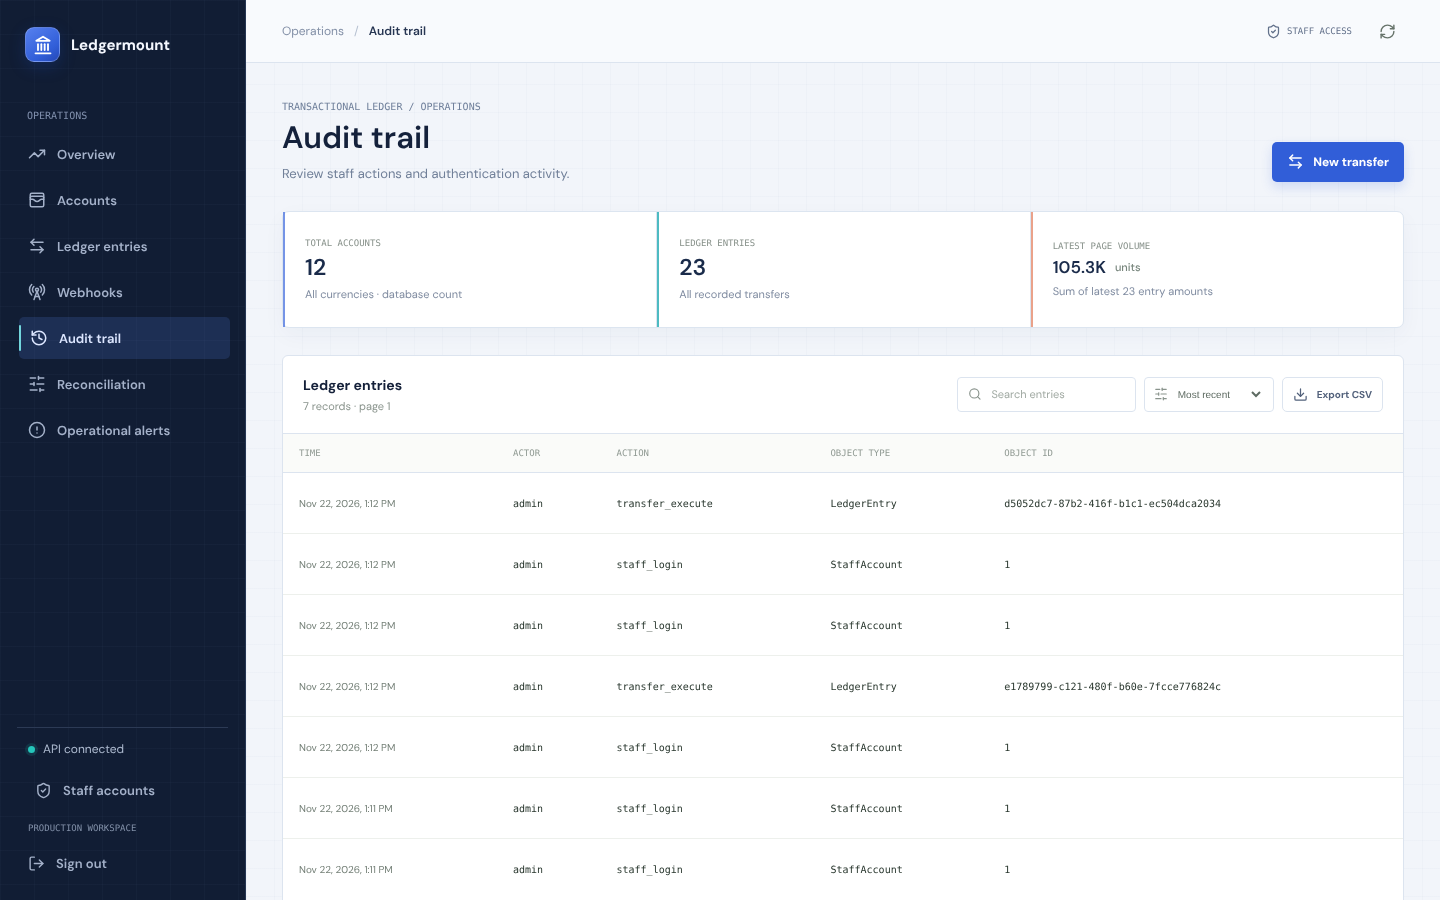 Ledgermount
OPERATIONS
Overview
Accounts
Ledger entries
Webhooks
Audit trail
Reconciliation
Operational alerts
API connected
Staff accounts
PRODUCTION WORKSPACE
Sign out
Operations / Audit trail
STAFF ACCESS
TRANSACTIONAL LEDGER / OPERATIONS
Audit trail
Review staff actions and authentication activity.
New transfer
TOTAL ACCOUNTS
12
All currencies · database count
LEDGER ENTRIES
23
All recorded transfers
LATEST PAGE VOLUME
105.3K units
Sum of latest 23 entry amounts
Ledger entries
7 records · page 1
Search entries
Most recent
Export CSV
TIME ACTOR ACTION OBJECT TYPE OBJECT ID
Nov 22, 2026, 1:12 PM admin transfer_execute LedgerEntry d5052dc7-87b2-416f-b1c1-ec504dca2034
Nov 22, 2026, 1:12 PM admin staff_login StaffAccount 1
Nov 22, 2026, 1:12 PM admin staff_login StaffAccount 1
Nov 22, 2026, 1:12 PM admin transfer_execute LedgerEntry e1789799-c121-480f-b60e-7fcce776824c
Nov 22, 2026, 1:12 PM admin staff_login StaffAccount 1
Nov 22, 2026, 1:11 PM admin staff_login StaffAccount 1
Nov 22, 2026, 1:11 PM admin staff_login StaffAccount 1